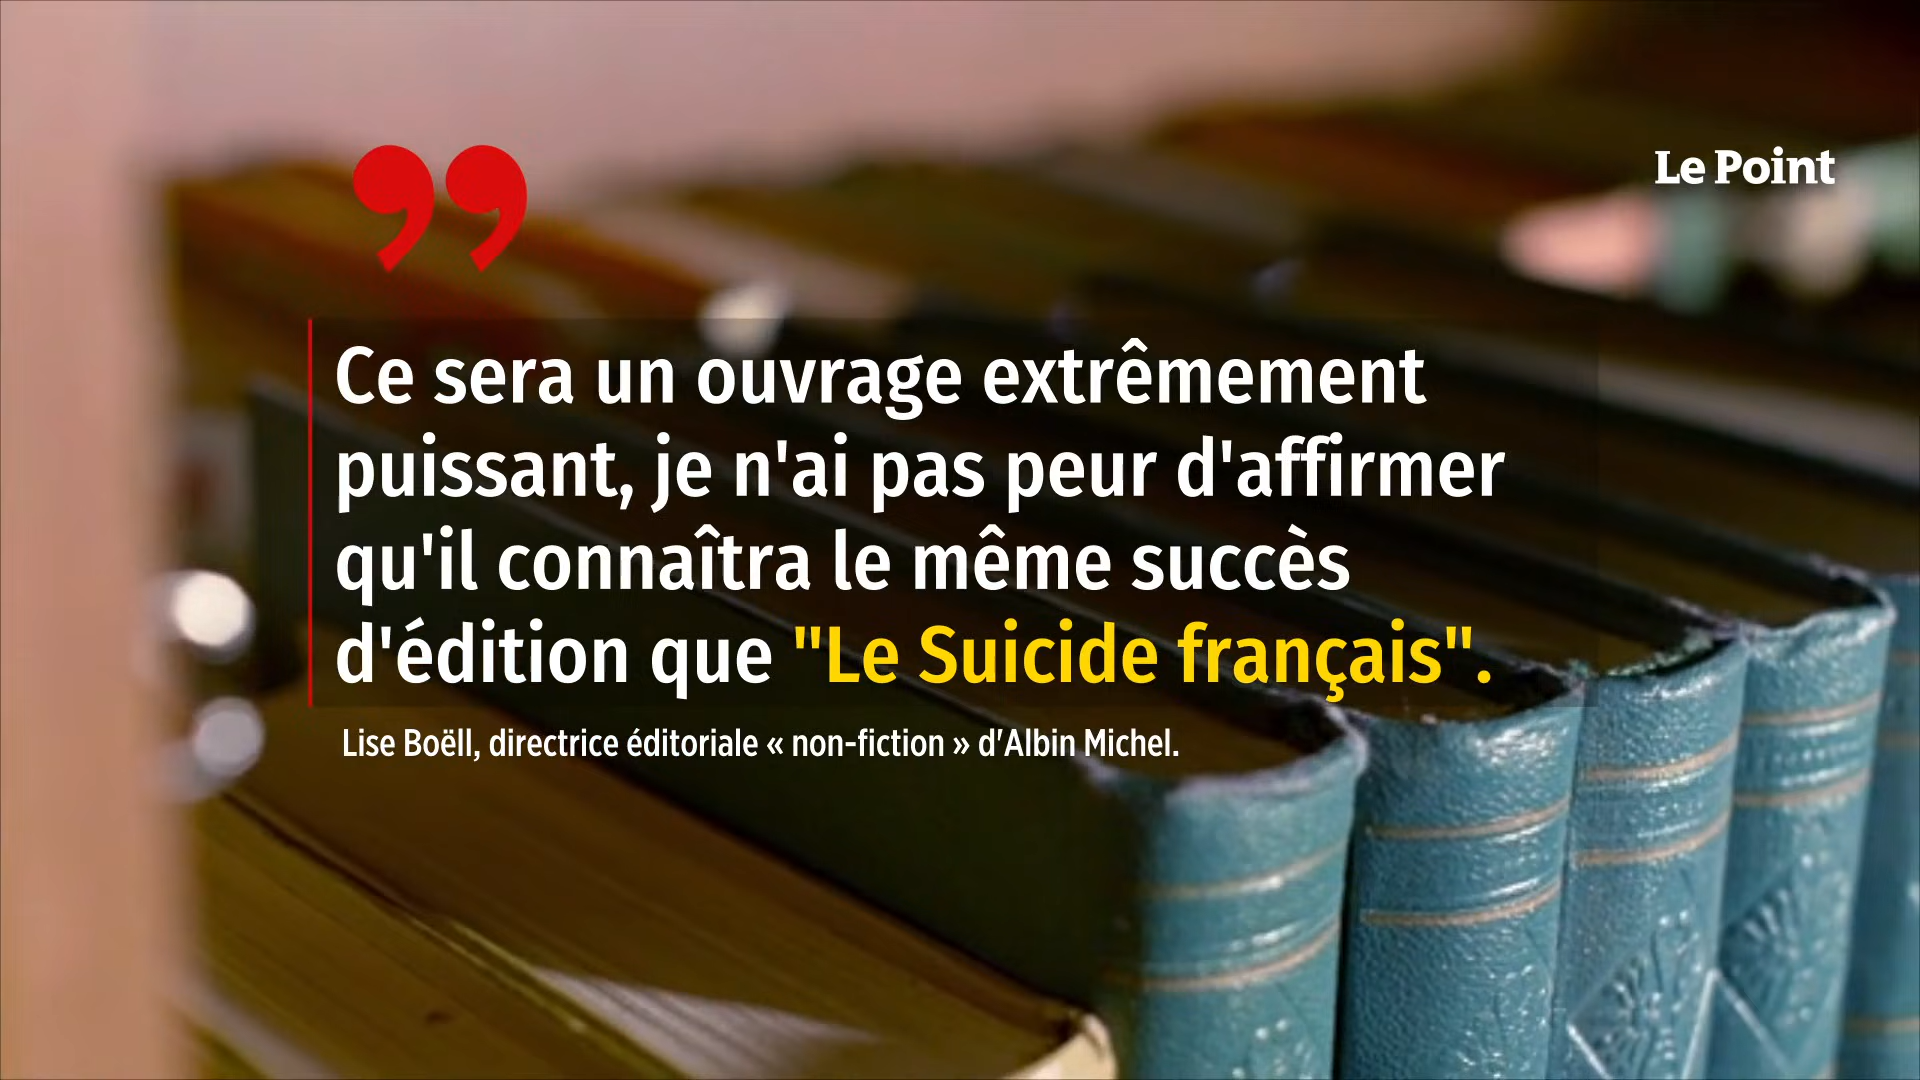 Le Point
”
Ce sera un ouvrage extrêmement
puissant, je n'ai pas peur d'affirmer
qu'il connaîtra le même succès
d'édition que "Le Suicide français".
Lise Boëll, directrice éditoriale « non-fiction » d'Albin Michel.